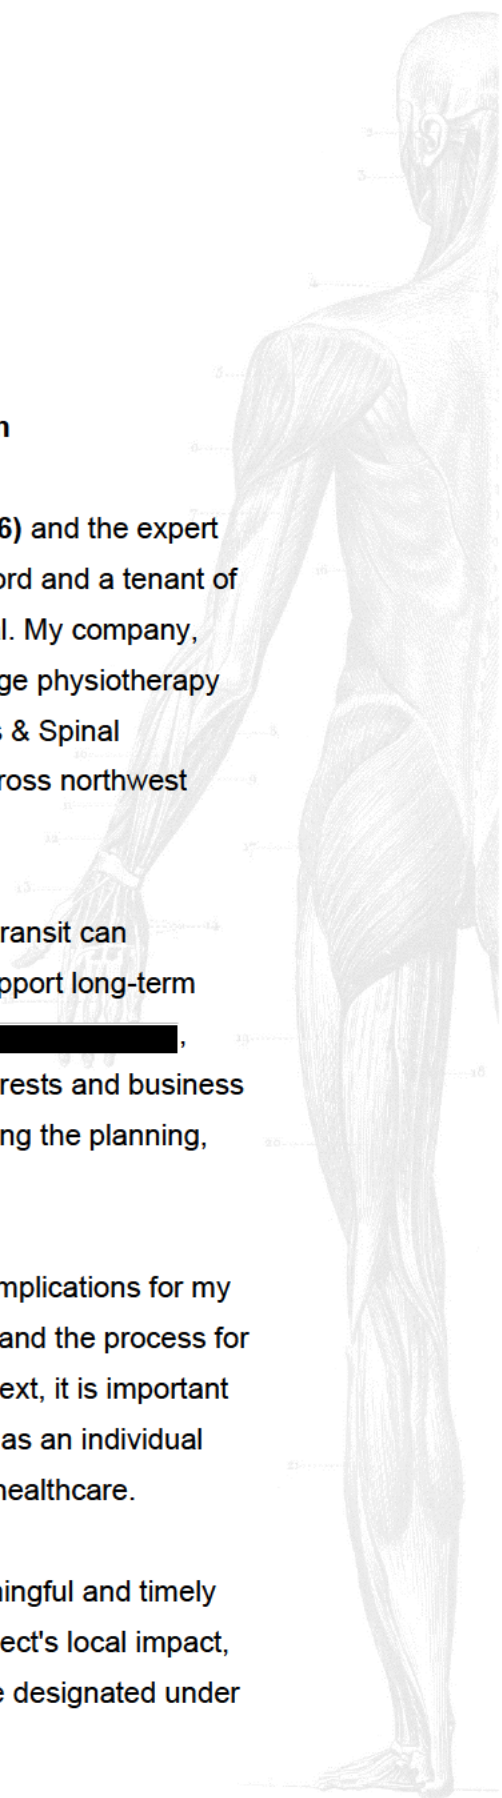 n
6) and the expert
ord and a tenant of
l. My company,
ge physiotherapy
s & Spinal
ross northwest
ransit can
pport long-term
,
rests and business
ng the planning,
mplications for my
and the process for
ext, it is important
as an individual
healthcare.
ningful and timely
ect's local impact,
e designated under